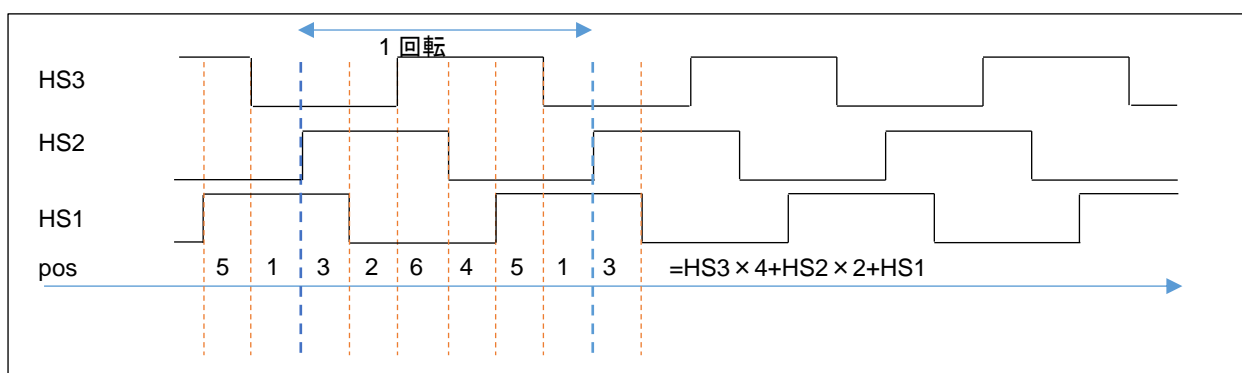 1 回転
HS3
HS2
HS1
pos 5 1 3 2 6 4 5 1 3 =HS3×4+HS2×2+HS1